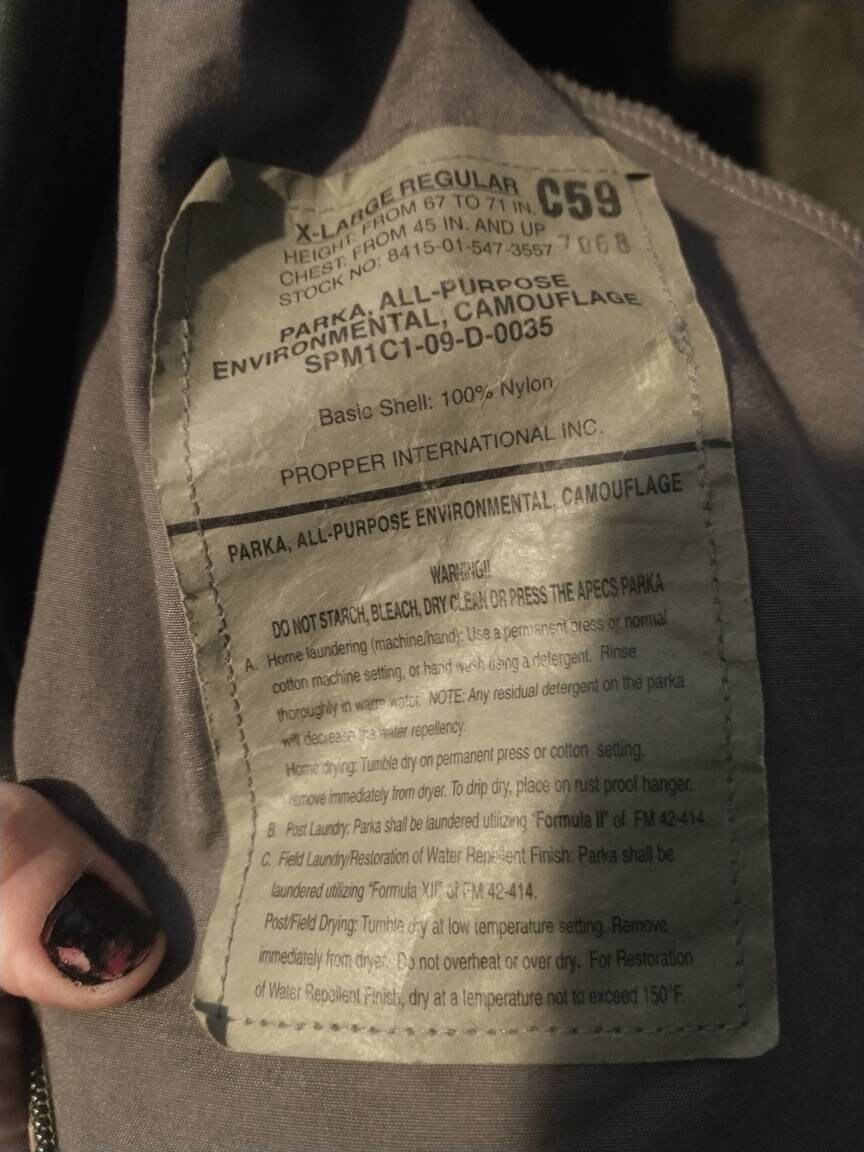 X-LARGE REGULAR C59
HEIGHT: FROM 67 TO 71 IN.
CHEST: FROM 45 IN. AND UP
STOCK NO: 8415-01-547-3557 7068
PARKA, ALL-PURPOSE
ENVIRONMENTAL, CAMOUFLAGE
SPM1C1-09-D-0035
Basic Shell: 100% Nylon
PROPPER INTERNATIONAL INC.
PARKA, ALL-PURPOSE ENVIRONMENTAL, CAMOUFLAGE
WARNING!!
DO NOT STARCH, BLEACH, DRY CLEAN OR PRESS THE APECS PARKA
A. Home laundering (machine/hand): Use a permanent press or normal
cotton machine setting, or hand wash using a detergent. Rinse
thoroughly in warm water. NOTE: Any residual detergent on the parka
will decrease the water repellency.
Home drying: Tumble dry on permanent press or cotton setting,
remove immediately from dryer. To drip dry, place on rust proof hanger.
B. Post Laundry: Parka shall be laundered utilizing "Formula II" of FM 42-414.
C. Field Laundry/Restoration of Water Repellent Finish: Parka shall be
laundered utilizing "Formula XII" of FM 42-414.
Post/Field Drying: Tumble dry at low temperature setting. Remove
immediately from dryer. Do not overheat or over dry. For Restoration
of Water Repellent Finish, dry at a temperature not to exceed 150°F.